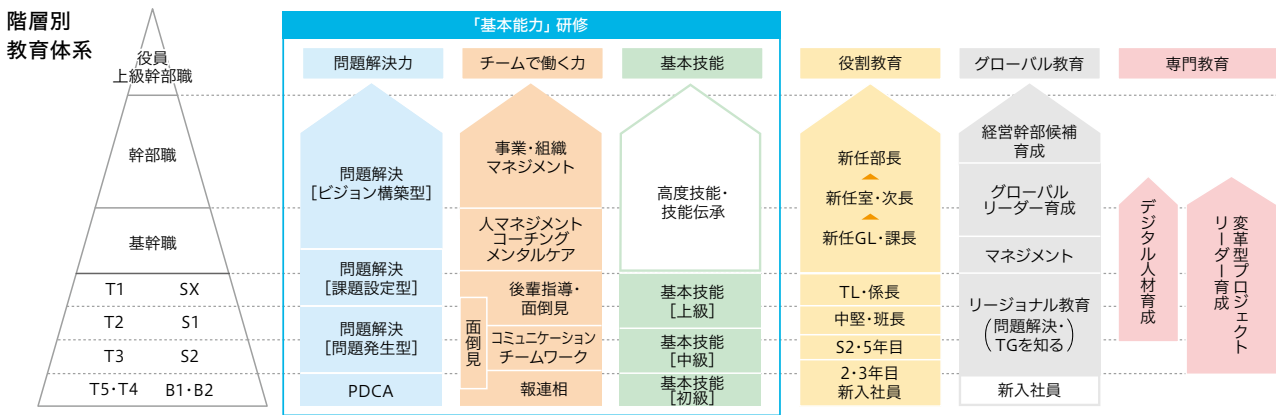 階層別
教育体系
役員
上級幹部職
幹部職
基幹職
T1 SX
T2 S1
T3 S2
T5・T4 B1・B2
「基本能力」研修
問題解決力
問題解決
[ビジョン構築型]
問題解決
[課題設定型]
問題解決
[問題発生型]
PDCA
チームで働く力
事業・組織
マネジメント
人マネジメント
コーチング
メンタルケア
後輩指導・
面倒見
面倒見
コミュニケーション
チームワーク
報連相
基本技能
高度技能・
技能伝承
基本技能
[上級]
基本技能
[中級]
基本技能
[初級]
役割教育
新任部長
新任室・次長
新任GL・課長
TL・係長
中堅・班長
S2・5年目
2・3年目
新入社員
グローバル教育
経営幹部候補
育成
グローバル
リーダー育成
マネジメント
リージョナル教育
(問題解決・
TGを知る)
新入社員
専門教育
デジタル人材育成
変革型プロジェクト
リーダー育成